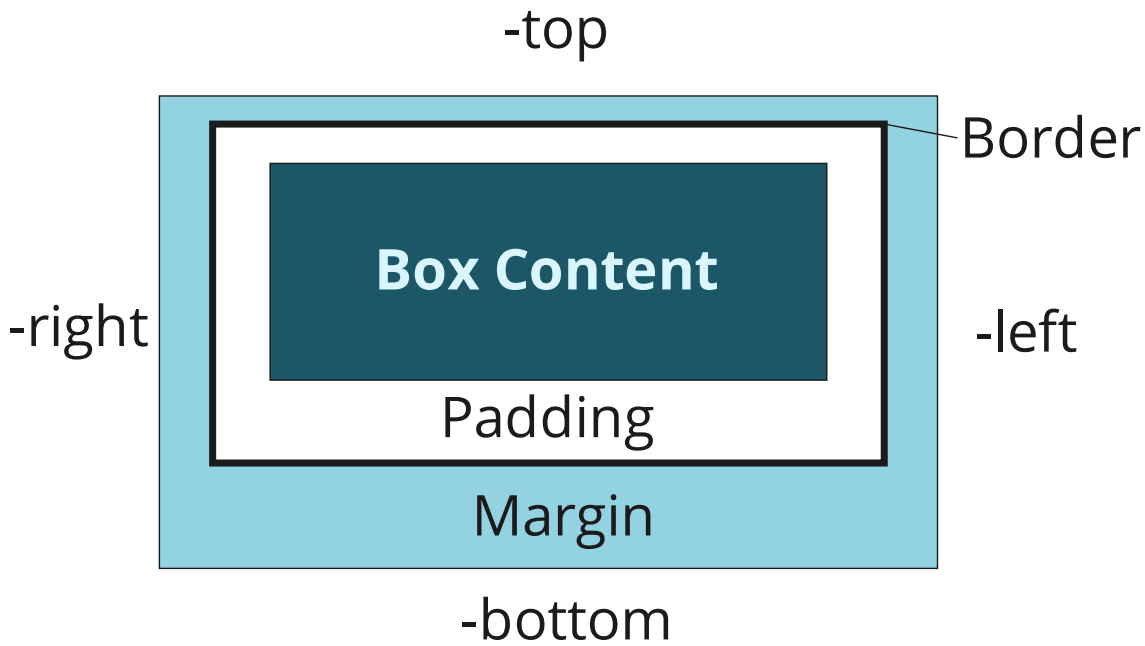 -top
Border
Box Content
-right
-left
Padding
Margin
-bottom